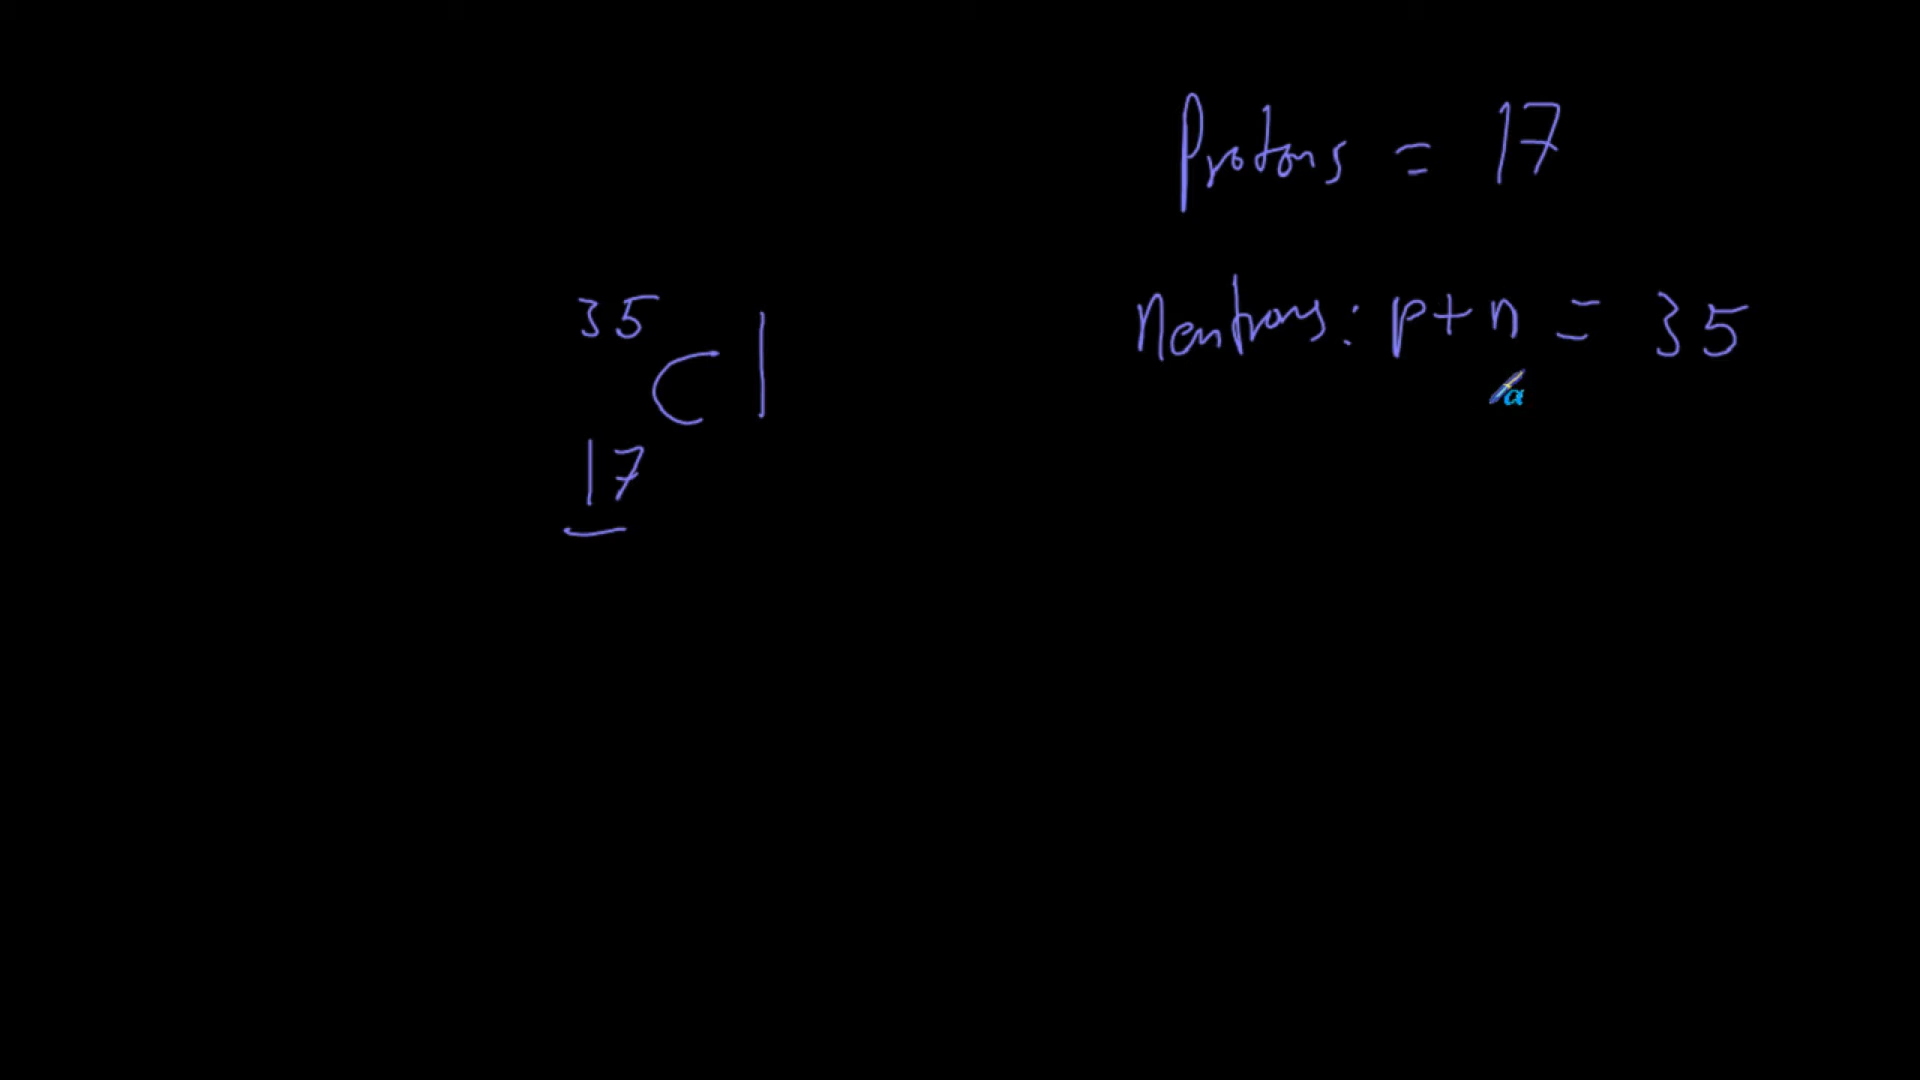 Protons = 17
Neutrons: p+n = 35
35
Cl
17